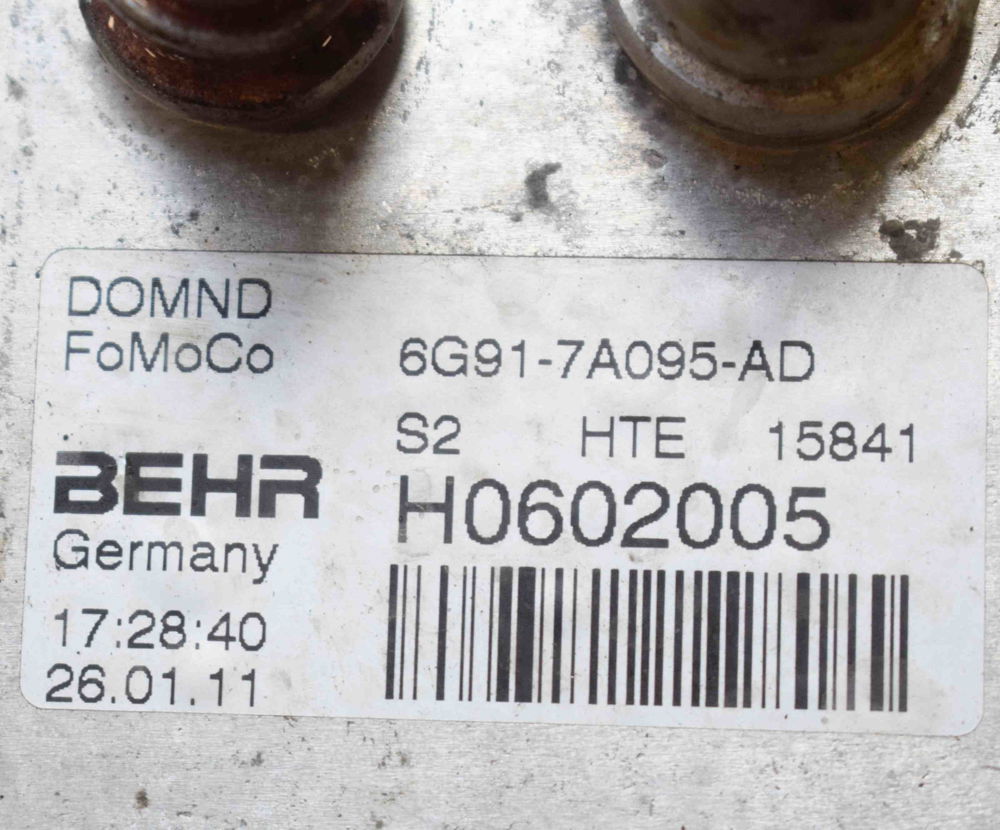 DOMND
FoMoCo 6G91-7A095-AD
S2 HTE 15841
BEHR H0602005
Germany
17:28:40
26.01.11